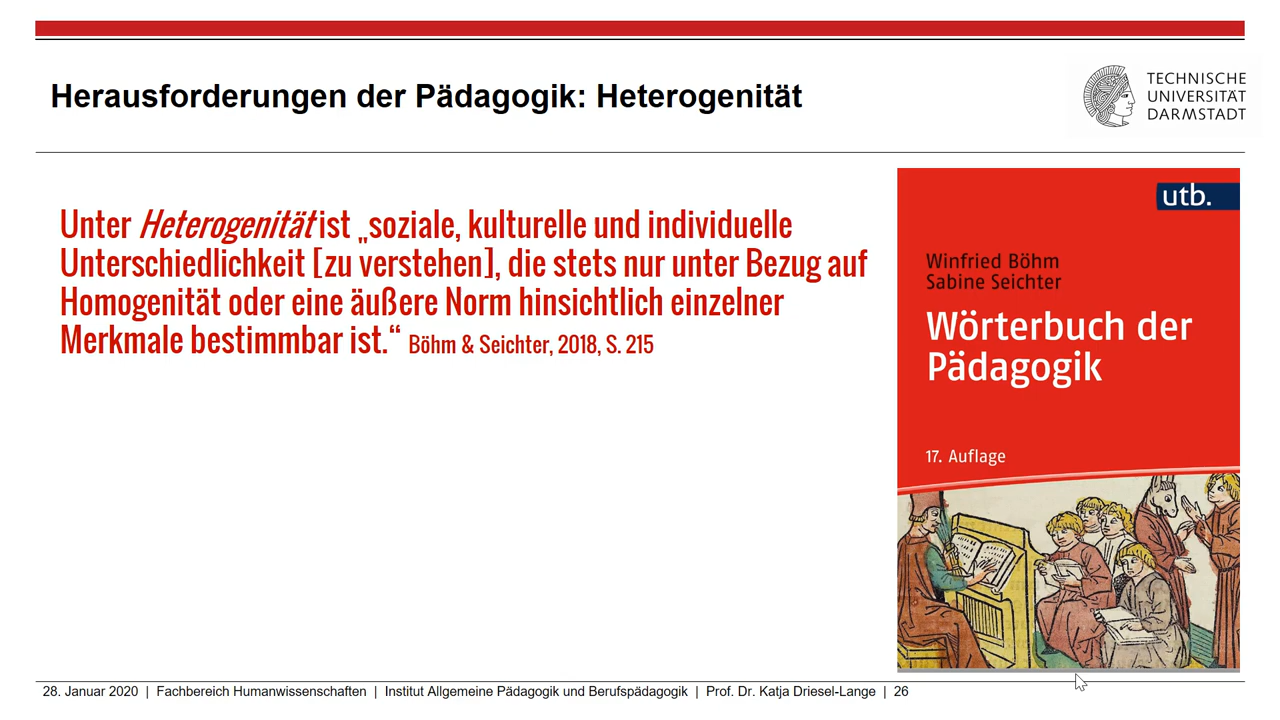 Herausforderungen der Pädagogik: Heterogenität
TECHNISCHE
UNIVERSITÄT
DARMSTADT
Unter Heterogenität ist „soziale, kulturelle und individuelle
Unterschiedlichkeit [zu verstehen], die stets nur unter Bezug auf
Homogenität oder eine äußere Norm hinsichtlich einzelner
Merkmale bestimmbar ist.“ Böhm & Seichter, 2018, S. 215
utb.
Winfried Böhm
Sabine Seichter
Wörterbuch der
Pädagogik
17. Auflage
28. Januar 2020 | Fachbereich Humanwissenschaften | Institut Allgemeine Pädagogik und Berufspädagogik | Prof. Dr. Katja Driesel-Lange | 26